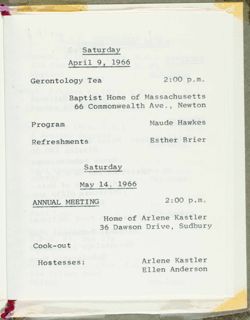 Saturday
April 9, 1966
Gerontology Tea 2:00 p.m.
Baptist Home of Massachusetts
66 Commonwealth Ave., Newton
Program Maude Hawkes
Refreshments Esther Brier
Saturday
May 14, 1966
ANNUAL MEETING 2:00 p.m.
Home of Arlene Kastler
36 Dawson Drive, Sudbury
Cook-out
Hostesses: Arlene Kastler
Ellen Anderson